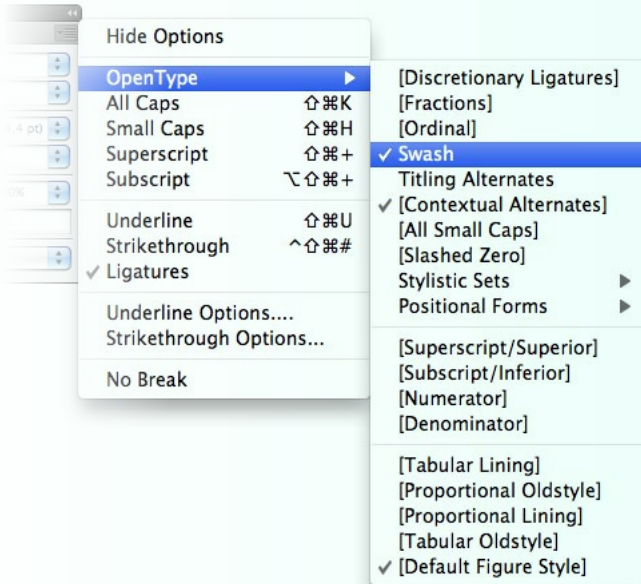 Hide Options
OpenType
All Caps ⇧⌘K
Small Caps ⇧⌘H
Superscript ⇧⌘+
Subscript ⌥⇧⌘+
Underline ⇧⌘U
Strikethrough ^⇧⌘#
✓ Ligatures
Underline Options....
Strikethrough Options...
No Break
[Discretionary Ligatures]
[Fractions]
[Ordinal]
✓ Swash
Titling Alternates
✓ [Contextual Alternates]
[All Small Caps]
[Slashed Zero]
Stylistic Sets
Positional Forms
[Superscript/Superior]
[Subscript/Inferior]
[Numerator]
[Denominator]
[Tabular Lining]
[Proportional Oldstyle]
[Proportional Lining]
[Tabular Oldstyle]
✓ [Default Figure Style]